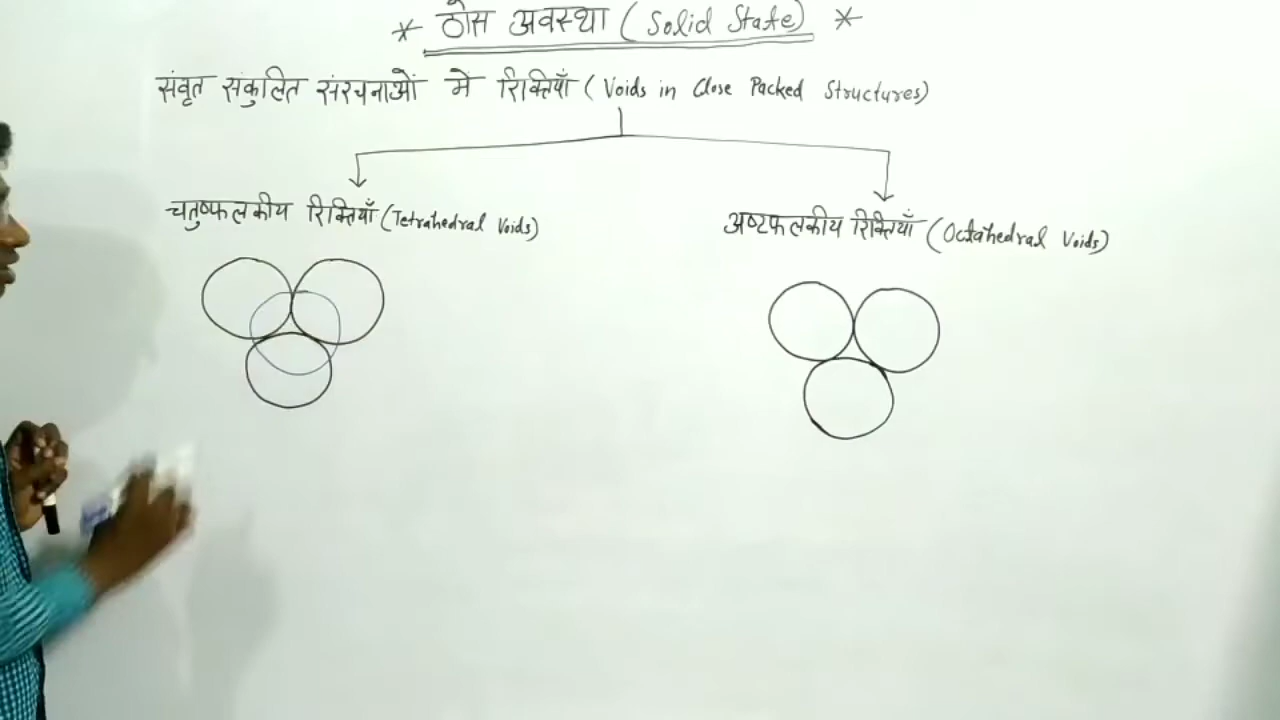 * ठोस अवस्था (Solid State) *
संवृत संकुलित संरचनाओं में रिक्तियाँ (Voids in Close Packed Structures)
चतुष्फलकीय रिक्तियाँ (Tetrahedral Voids)
अष्टफलकीय रिक्तियाँ (Octahedral Voids)